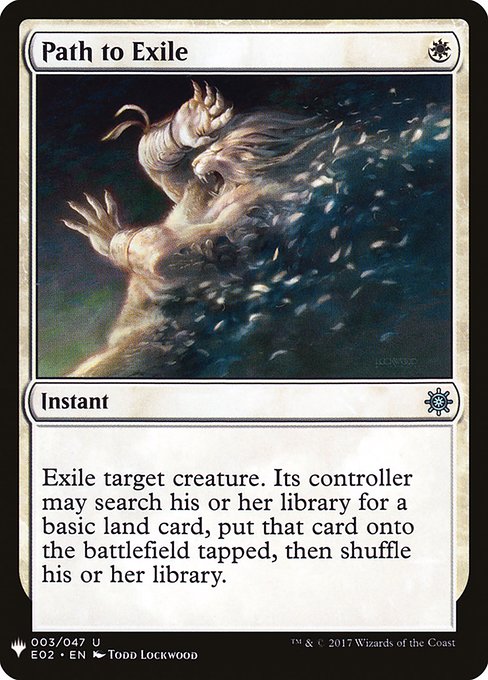 Path to Exile
LOCKWOOD
Instant
Exile target creature. Its controller
may search his or her library for a
basic land card, put that card onto
the battlefield tapped, then shuffle
his or her library.
003/047 U
E02 • EN Todd Lockwood
™ & © 2017 Wizards of the Coast